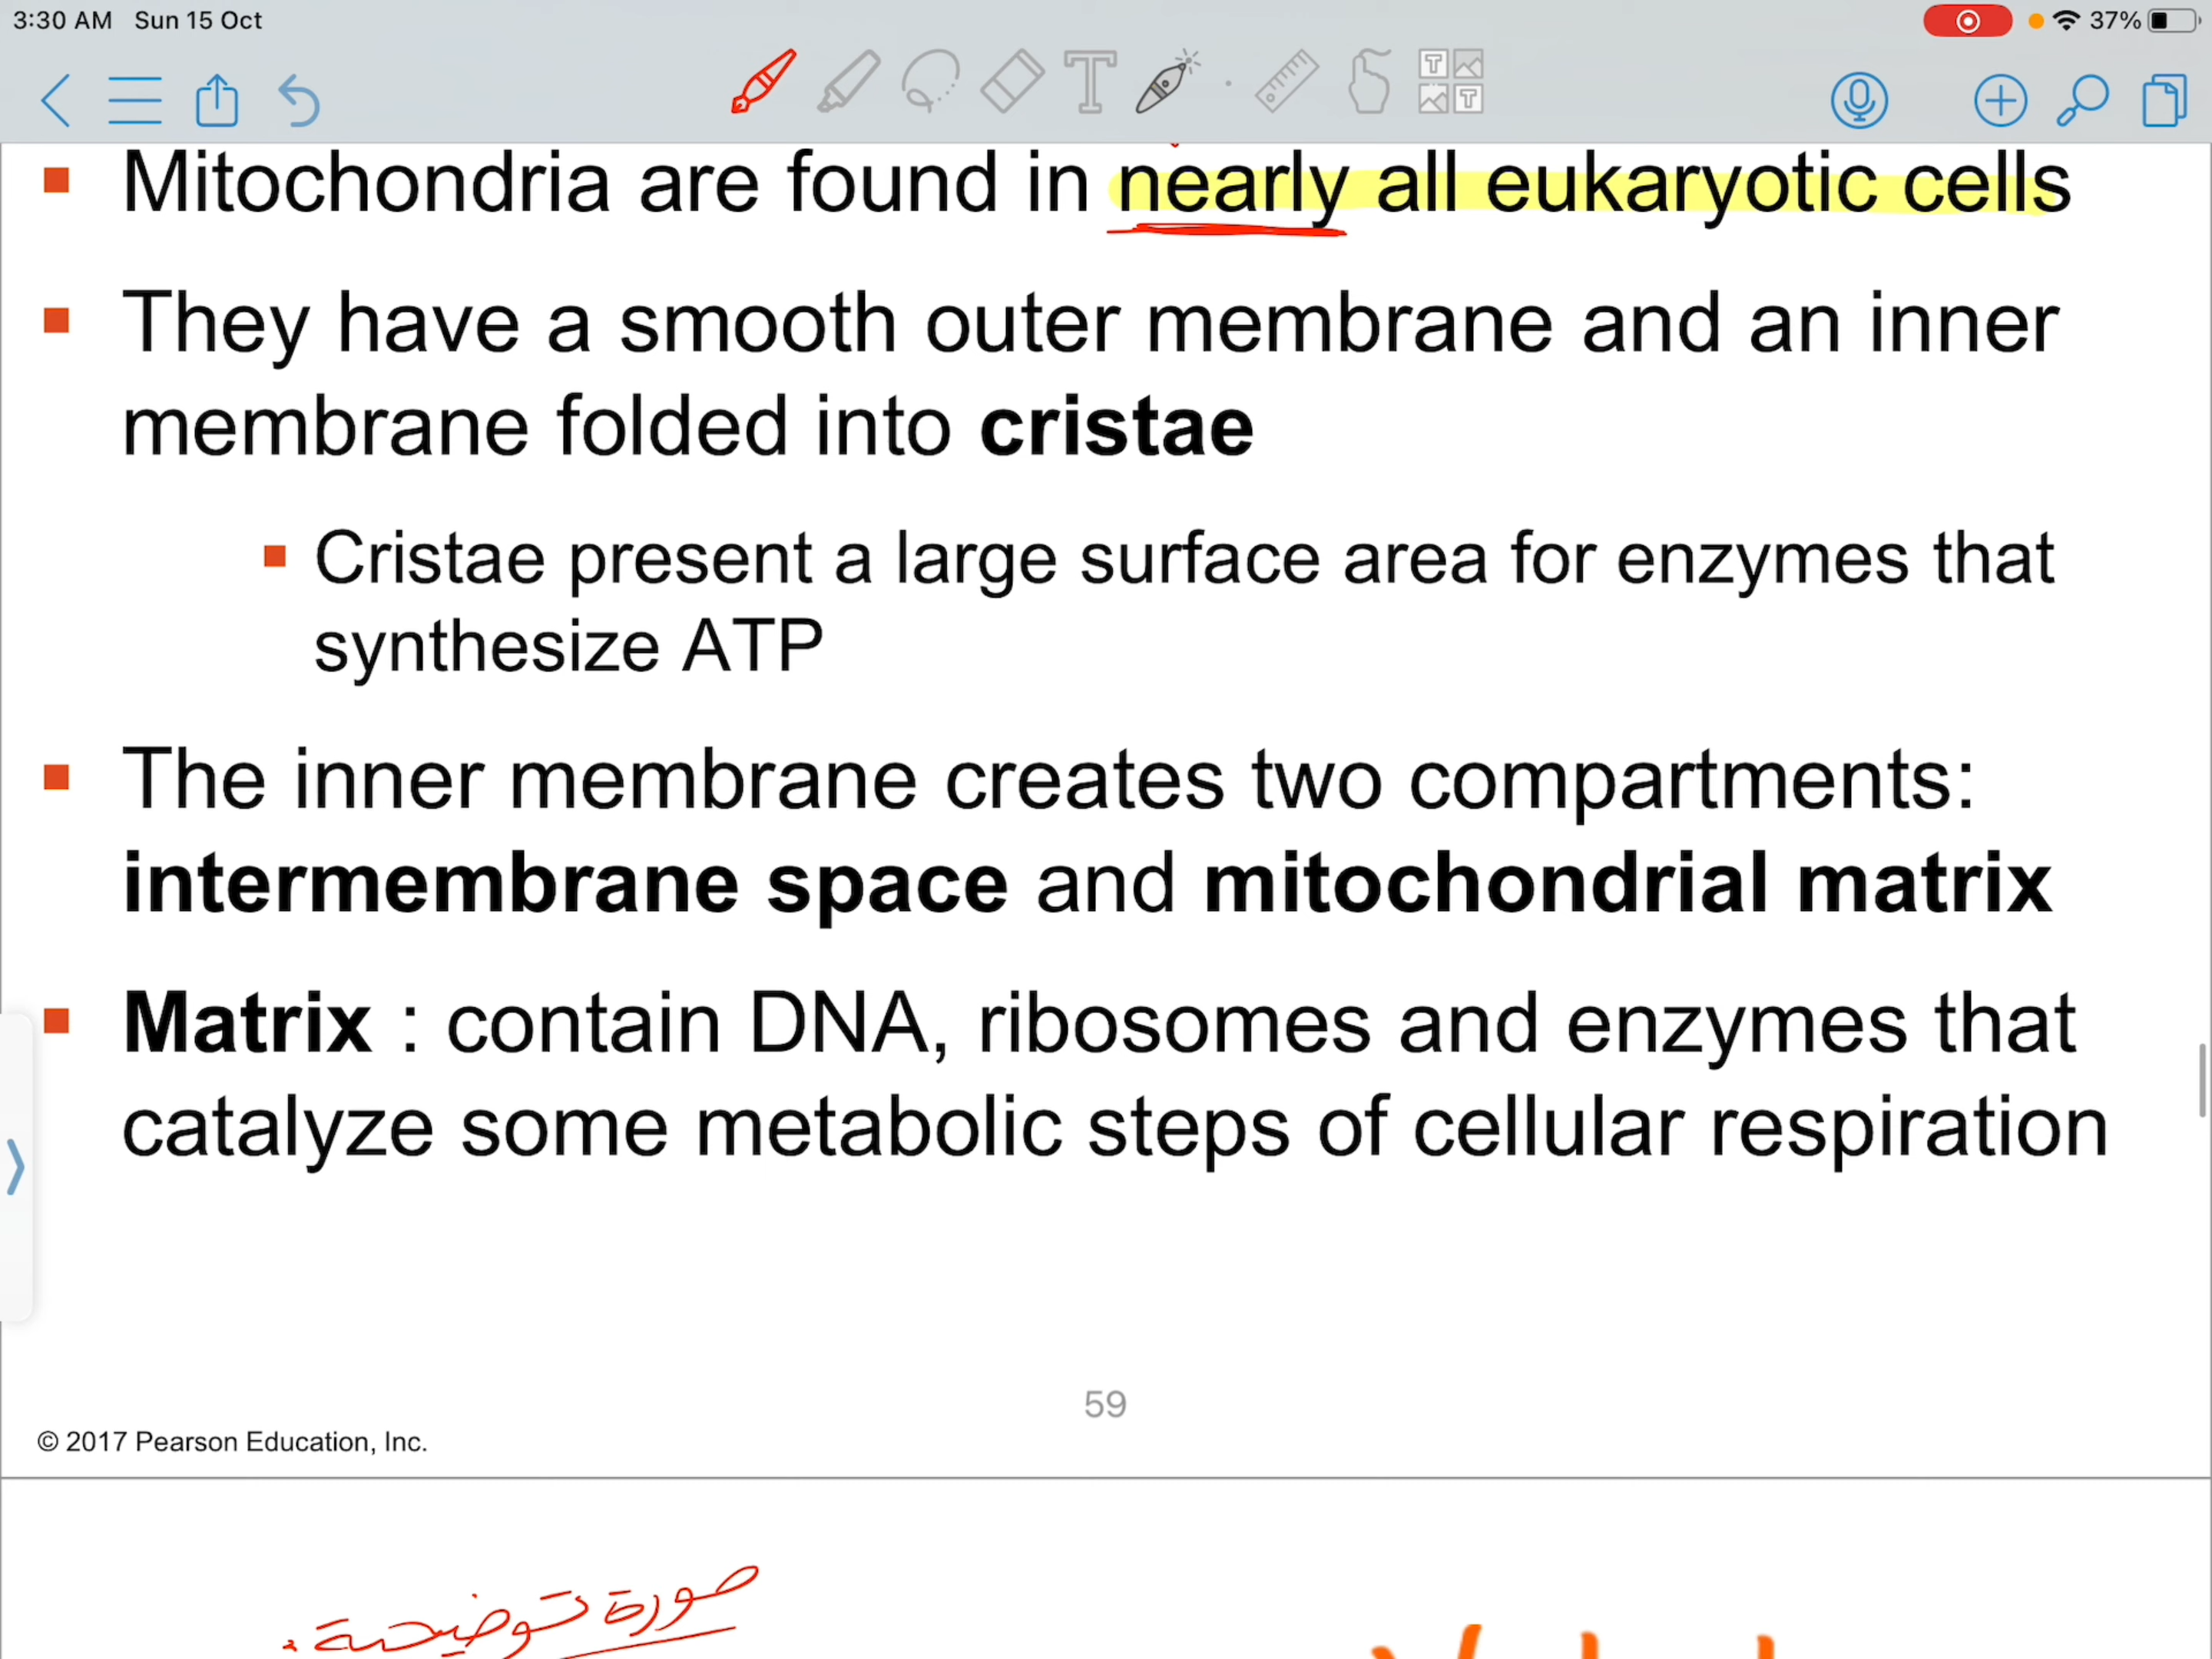 3:30 AM Sun 15 Oct
37%
Mitochondria are found in nearly all eukaryotic cells
They have a smooth outer membrane and an inner
membrane folded into cristae
Cristae present a large surface area for enzymes that
synthesize ATP
The inner membrane creates two compartments:
intermembrane space and mitochondrial matrix
Matrix : contain DNA, ribosomes and enzymes that
catalyze some metabolic steps of cellular respiration
59
© 2017 Pearson Education, Inc.
صورة توضيحية